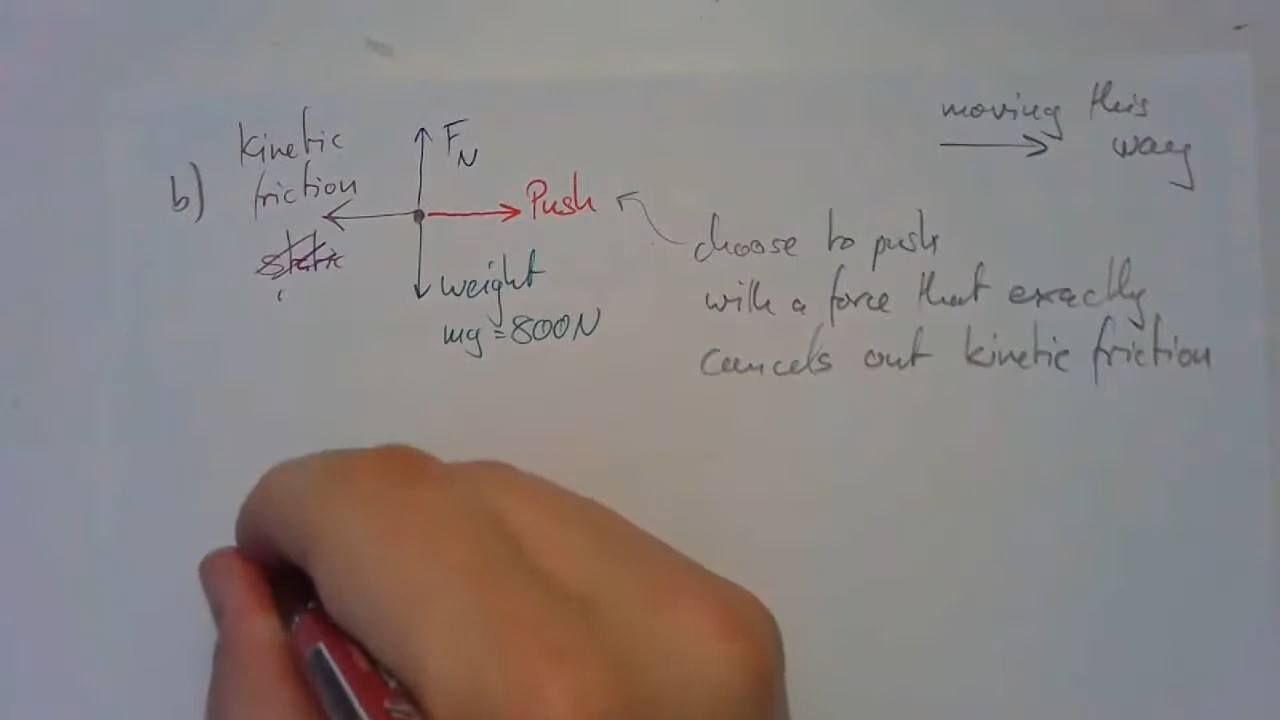 b)
kinetic
friction
static
F_N
Push
weight
mg = 800N
moving this
way
choose to push
with a force that exactly
cancels out kinetic friction